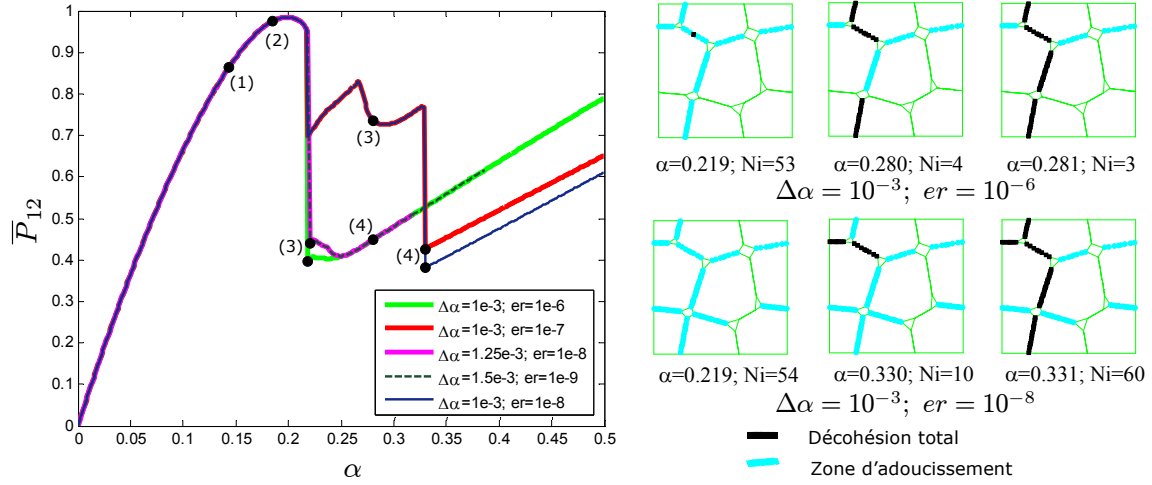 1
0.9
0.8
0.7
0.6
0.5
0.4
0.3
0.2
0.1
0
P̅12
0 0.05 0.1 0.15 0.2 0.25 0.3 0.35 0.4 0.45 0.5
α
(1)
(2)
(3)
(3)
(4)
(4)
Δα=1e-3; er=1e-6
Δα=1e-3; er=1e-7
Δα=1.25e-3; er=1e-8
Δα=1.5e-3; er=1e-9
Δα=1e-3; er=1e-8
α=0.219; Ni=53 α=0.280; Ni=4 α=0.281; Ni=3
Δα = 10⁻³; er = 10⁻⁶
α=0.219; Ni=54 α=0.330; Ni=10 α=0.331, Ni=60
Δα = 10⁻³; er = 10⁻⁸
Décohésion total
Zone d'adoucissement